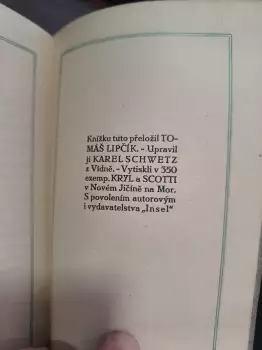 Knížku tuto přeložil TO-
MÁŠ LIPČÍK. - Upravil
ji KAREL SCHWETZ
z Vídně. - Vytiskli v 350
exemp. KRYL a SCOTTI
v Novém Jičíně na Mor.
S povolením autorovým
i vydavatelstva „Insel“